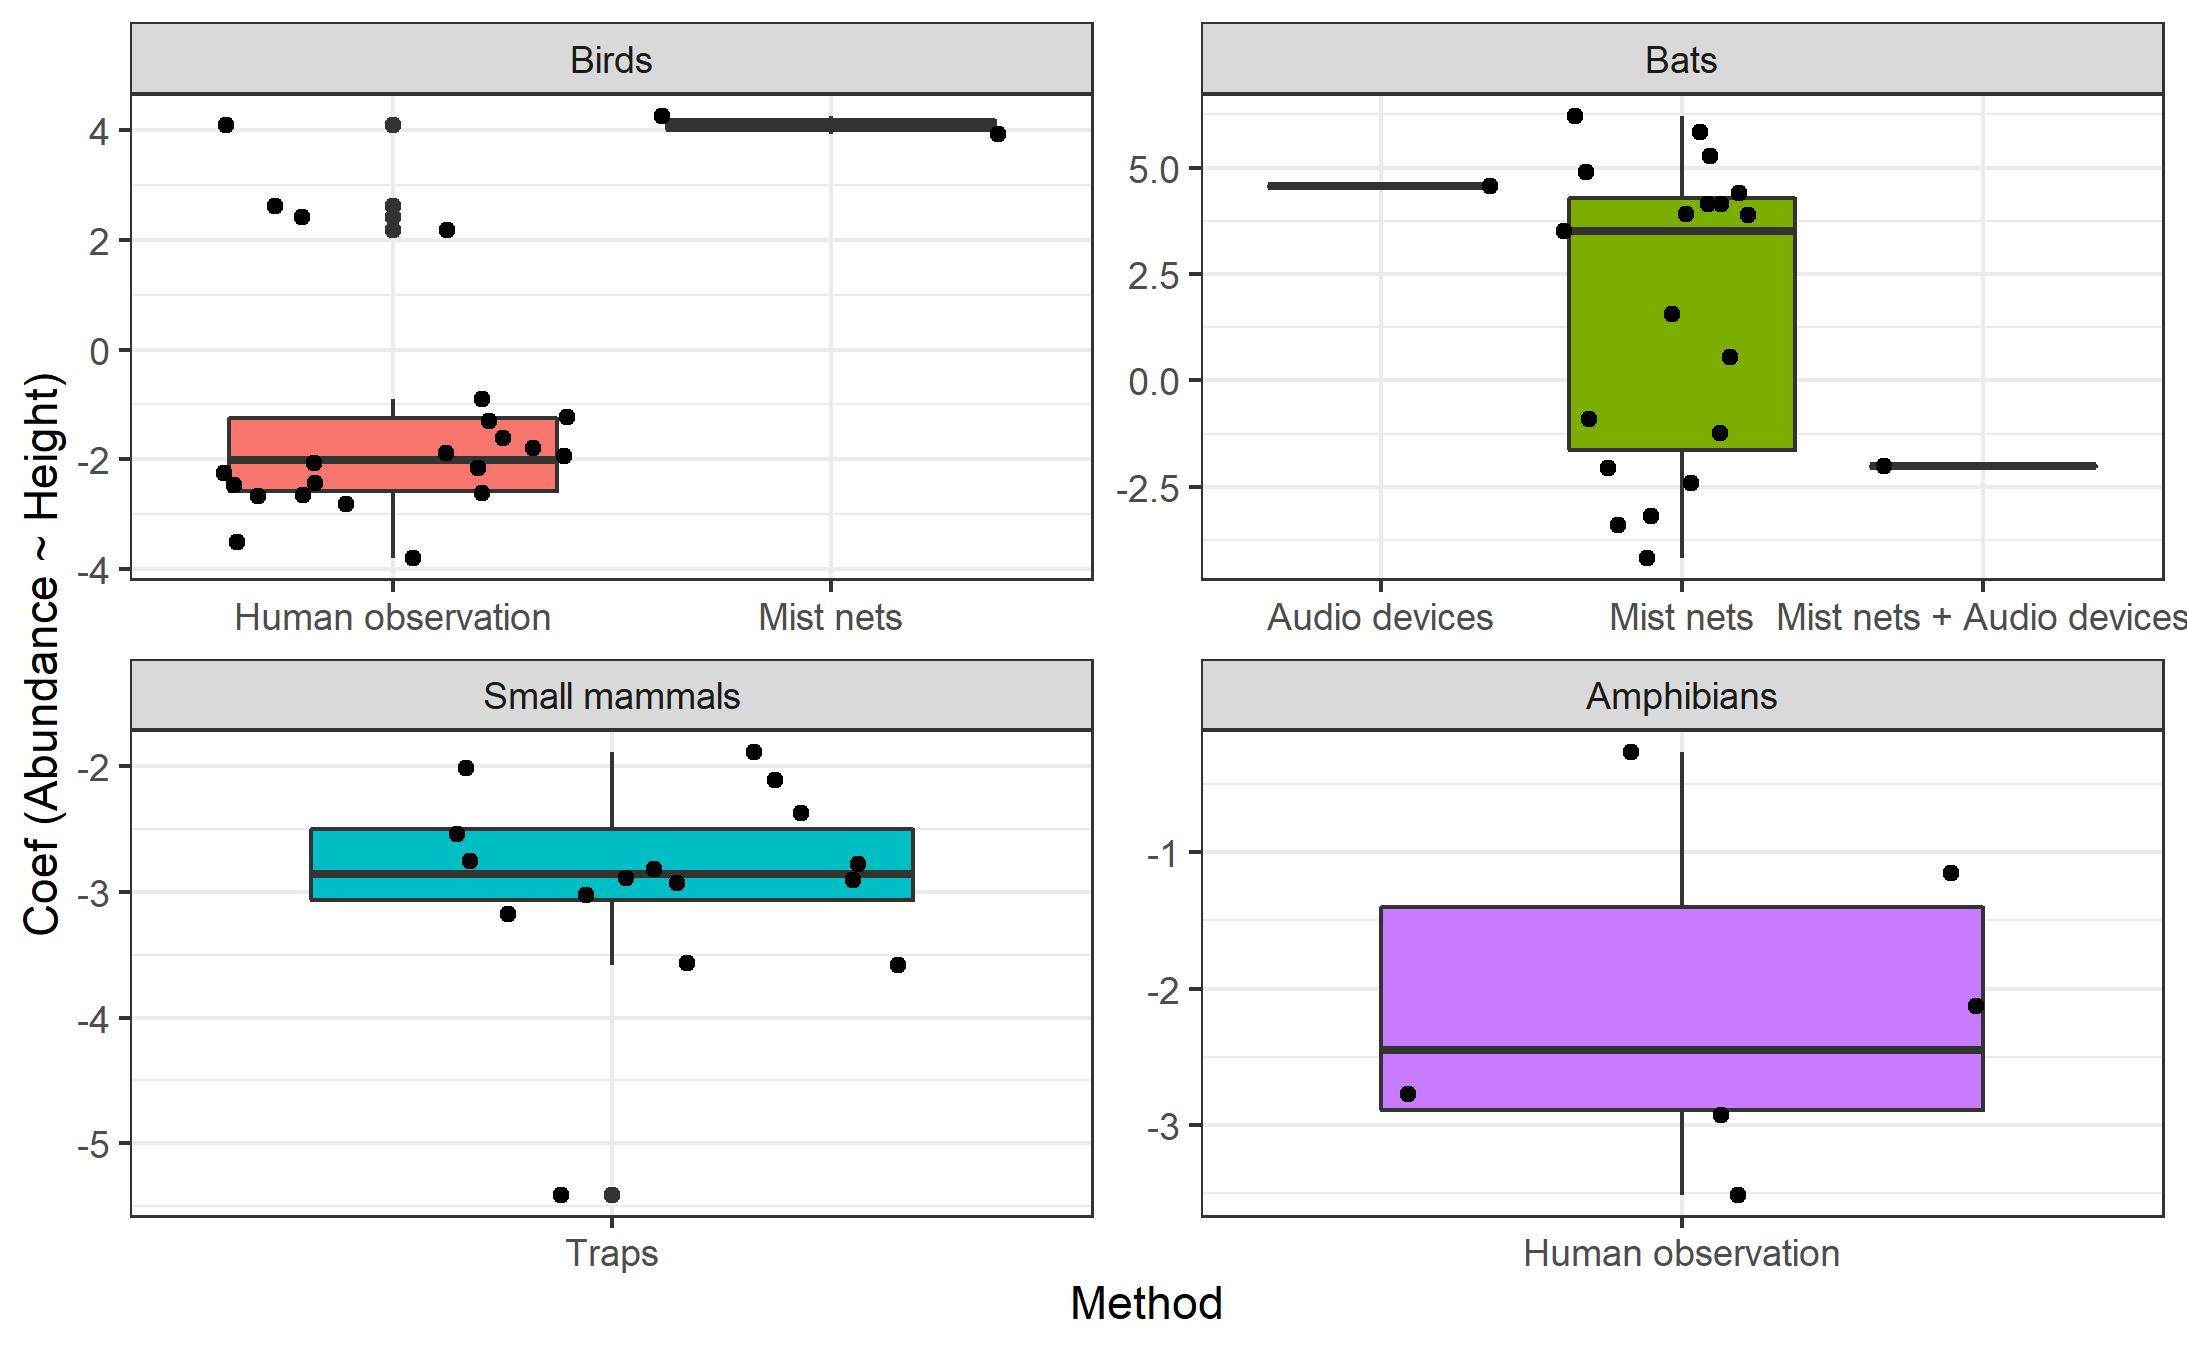 Birds
Bats
4
2
0
-2
-4
5.0
2.5
0.0
-2.5
Human observation
Mist nets
Audio devices
Mist nets
Mist nets + Audio devices
Coef (Abundance ~ Height)
Small mammals
Amphibians
-2
-3
-4
-5
-1
-2
-3
Traps
Human observation
Method